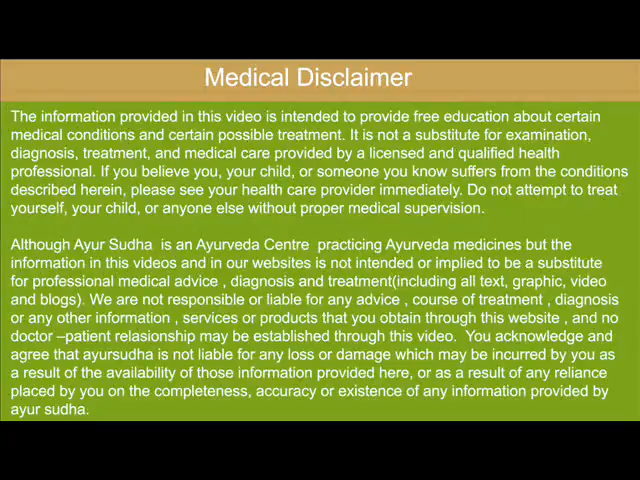 Medical Disclaimer
The information provided in this video is intended to provide free education about certain
medical conditions and certain possible treatment. It is not a substitute for examination,
diagnosis, treatment, and medical care provided by a licensed and qualified health
professional. If you believe you, your child, or someone you know suffers from the conditions
described herein, please see your health care provider immediately. Do not attempt to treat
yourself, your child, or anyone else without proper medical supervision.
Although Ayur Sudha is an Ayurveda Centre practicing Ayurveda medicines but the
information in this videos and in our websites is not intended or implied to be a substitute
for professional medical advice , diagnosis and treatment(including all text, graphic, video
and blogs). We are not responsible or liable for any advice , course of treatment , diagnosis
or any other information , services or products that you obtain through this website , and no
doctor –patient relasionship may be established through this video. You acknowledge and
agree that ayursudha is not liable for any loss or damage which may be incurred by you as
a result of the availability of those information provided here, or as a result of any reliance
placed by you on the completeness, accuracy or existence of any information provided by
ayur sudha.